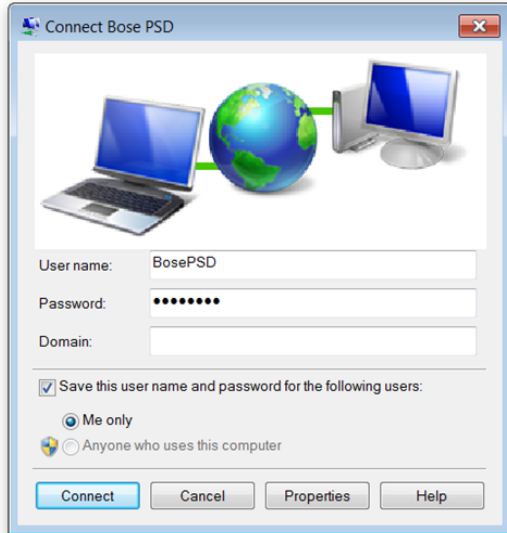 Connect Bose PSD
User name: BosePSD
Password: ••••••••
Domain:
Save this user name and password for the following users:
Me only
Anyone who uses this computer
Connect Cancel Properties Help